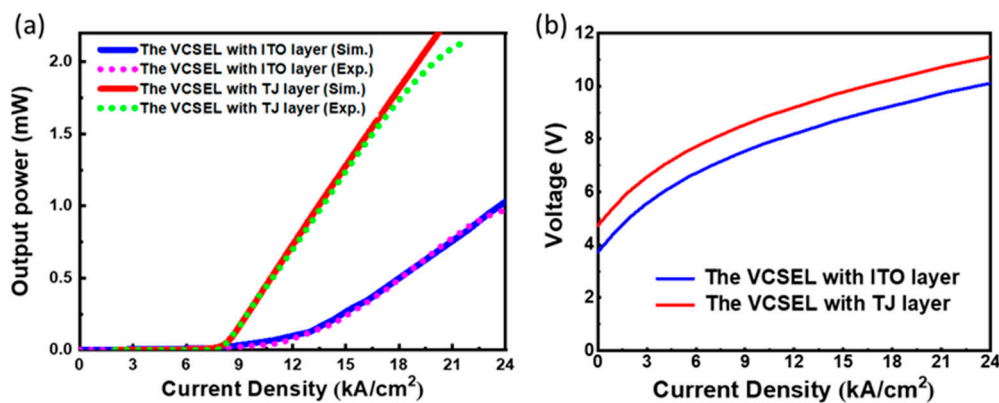 (a)
Output power (mW)
2.0
1.5
1.0
0.5
0.0
The VCSEL with ITO layer (Sim.)
The VCSEL with ITO layer (Exp.)
The VCSEL with TJ layer (Sim.)
The VCSEL with TJ layer (Exp.)
0 3 6 9 12 15 18 21 24
Current Density (kA/cm²)
(b)
Voltage (V)
12
10
8
6
4
2
0
The VCSEL with ITO layer
The VCSEL with TJ layer
0 3 6 9 12 15 18 21 24
Current Density (kA/cm²)